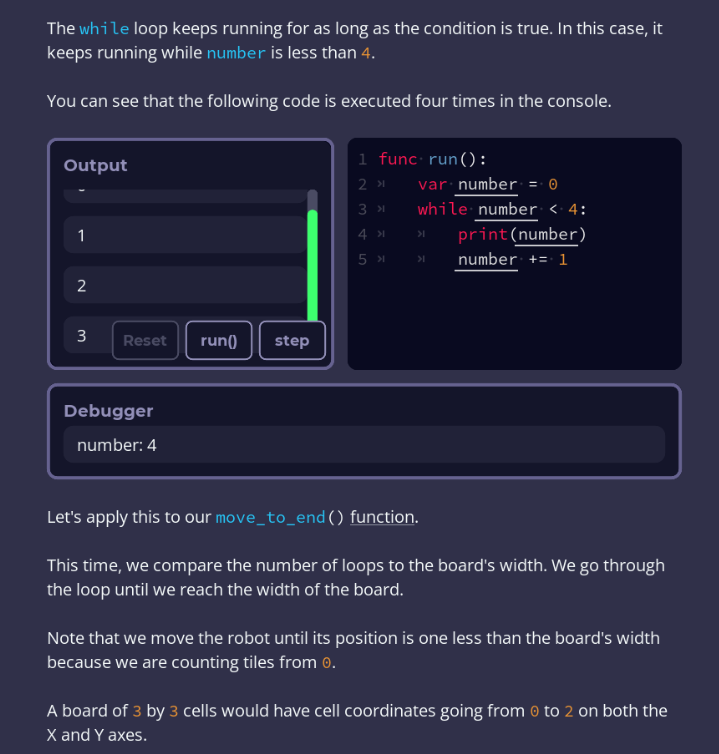 The while loop keeps running for as long as the condition is true. In this case, it
keeps running while number is less than 4.
You can see that the following code is executed four times in the console.
Output
1
2
3
Reset
run()
step
1 func run():
2 var number = 0
3 while number < 4:
4 print(number)
5 number += 1
Debugger
number: 4
Let's apply this to our move_to_end() function.
This time, we compare the number of loops to the board's width. We go through
the loop until we reach the width of the board.
Note that we move the robot until its position is one less than the board's width
because we are counting tiles from 0.
A board of 3 by 3 cells would have cell coordinates going from 0 to 2 on both the
X and Y axes.